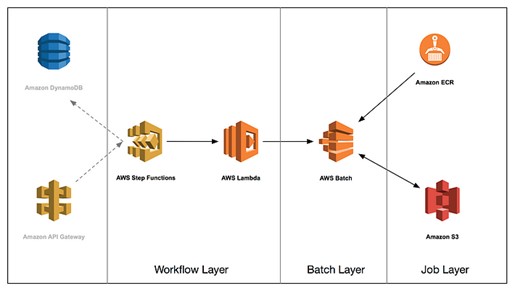 Amazon DynamoDB
Amazon ECR
AWS Step Functions
AWS Lambda
AWS Batch
Amazon API Gateway
Amazon S3
Workflow Layer
Batch Layer
Job Layer